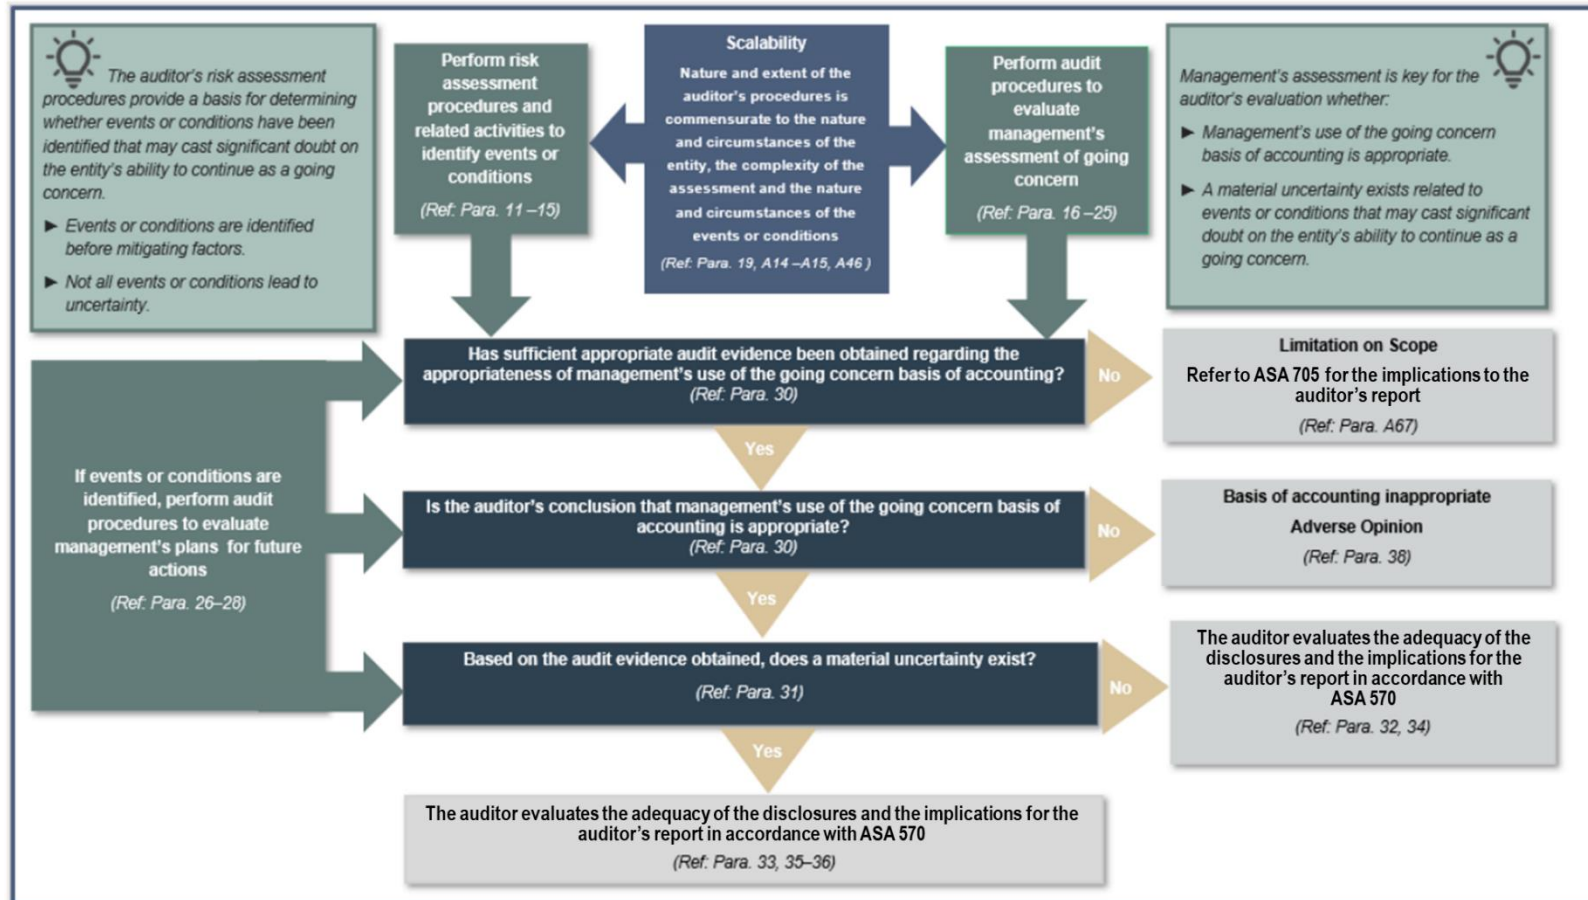 The auditor's risk assessment
procedures provide a basis for determining
whether events or conditions have been
identified that may cast significant doubt on
the entity's ability to continue as a going
concern.
► Events or conditions are identified
before mitigating factors.
► Not all events or conditions lead to
uncertainty.
Perform risk
assessment
procedures and
related activities to
identify events or
conditions
(Ref: Para. 11 –15)
Scalability
Nature and extent of the
auditor's procedures is
commensurate to the nature
and circumstances of the
entity, the complexity of the
assessment and the nature
and circumstances of the
events or conditions
(Ref: Para. 19, A14 –A15, A46 )
Perform audit
procedures to
evaluate
management's
assessment of going
concern
(Ref: Para. 16 –25)
Management's assessment is key for the
auditor's evaluation whether:
► Management's use of the going concern
basis of accounting is appropriate.
► A material uncertainty exists related to
events or conditions that may cast significant
doubt on the entity's ability to continue as a
going concern.
If events or conditions are
identified, perform audit
procedures to evaluate
management's plans for future
actions
(Ref: Para. 26–28)
Has sufficient appropriate audit evidence been obtained regarding the
appropriateness of management's use of the going concern basis of accounting?
(Ref: Para. 30)
No
Limitation on Scope
Refer to ASA 705 for the implications to the
auditor's report
(Ref: Para. A67)
Yes
Is the auditor's conclusion that management's use of the going concern basis of
accounting is appropriate?
(Ref: Para. 30)
No
Basis of accounting inappropriate
Adverse Opinion
(Ref: Para. 38)
Yes
Based on the audit evidence obtained, does a material uncertainty exist?
(Ref: Para. 31)
No
The auditor evaluates the adequacy of the
disclosures and the implications for the
auditor's report in accordance with
ASA 570
(Ref: Para. 32, 34)
Yes
The auditor evaluates the adequacy of the disclosures and the implications for the
auditor's report in accordance with ASA 570
(Ref: Para. 33, 35–36)